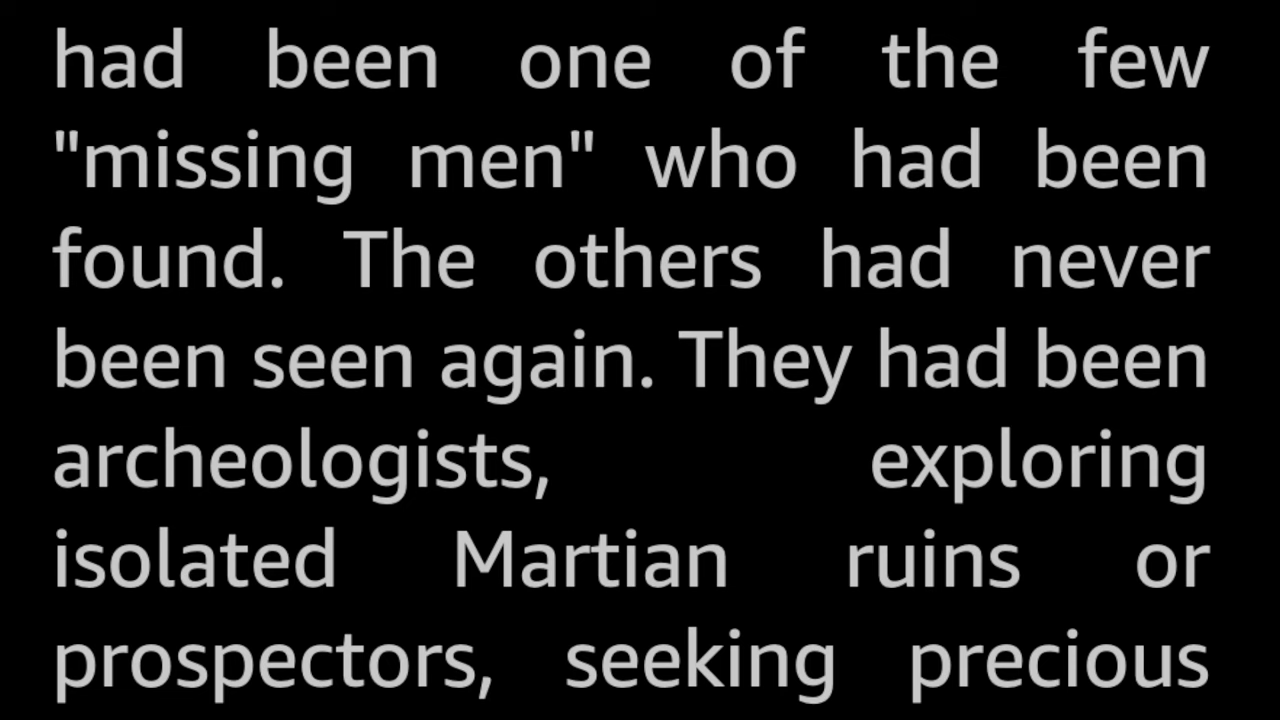 had been one of the few
"missing men" who had been
found. The others had never
been seen again. They had been
archeologists, exploring
isolated Martian ruins or
prospectors, seeking precious